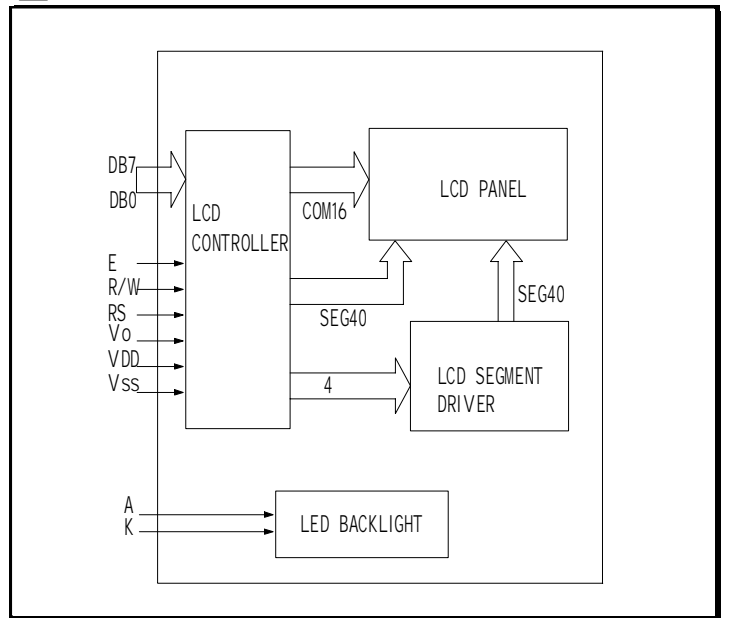 DB7
DB0
LCD
CONTROLLER
COM16
LCD PANEL
E
R/W
RS
Vo
VDD
Vss
SEG40
SEG40
4
LCD SEGMENT
DRIVER
A
K
LED BACKLIGHT